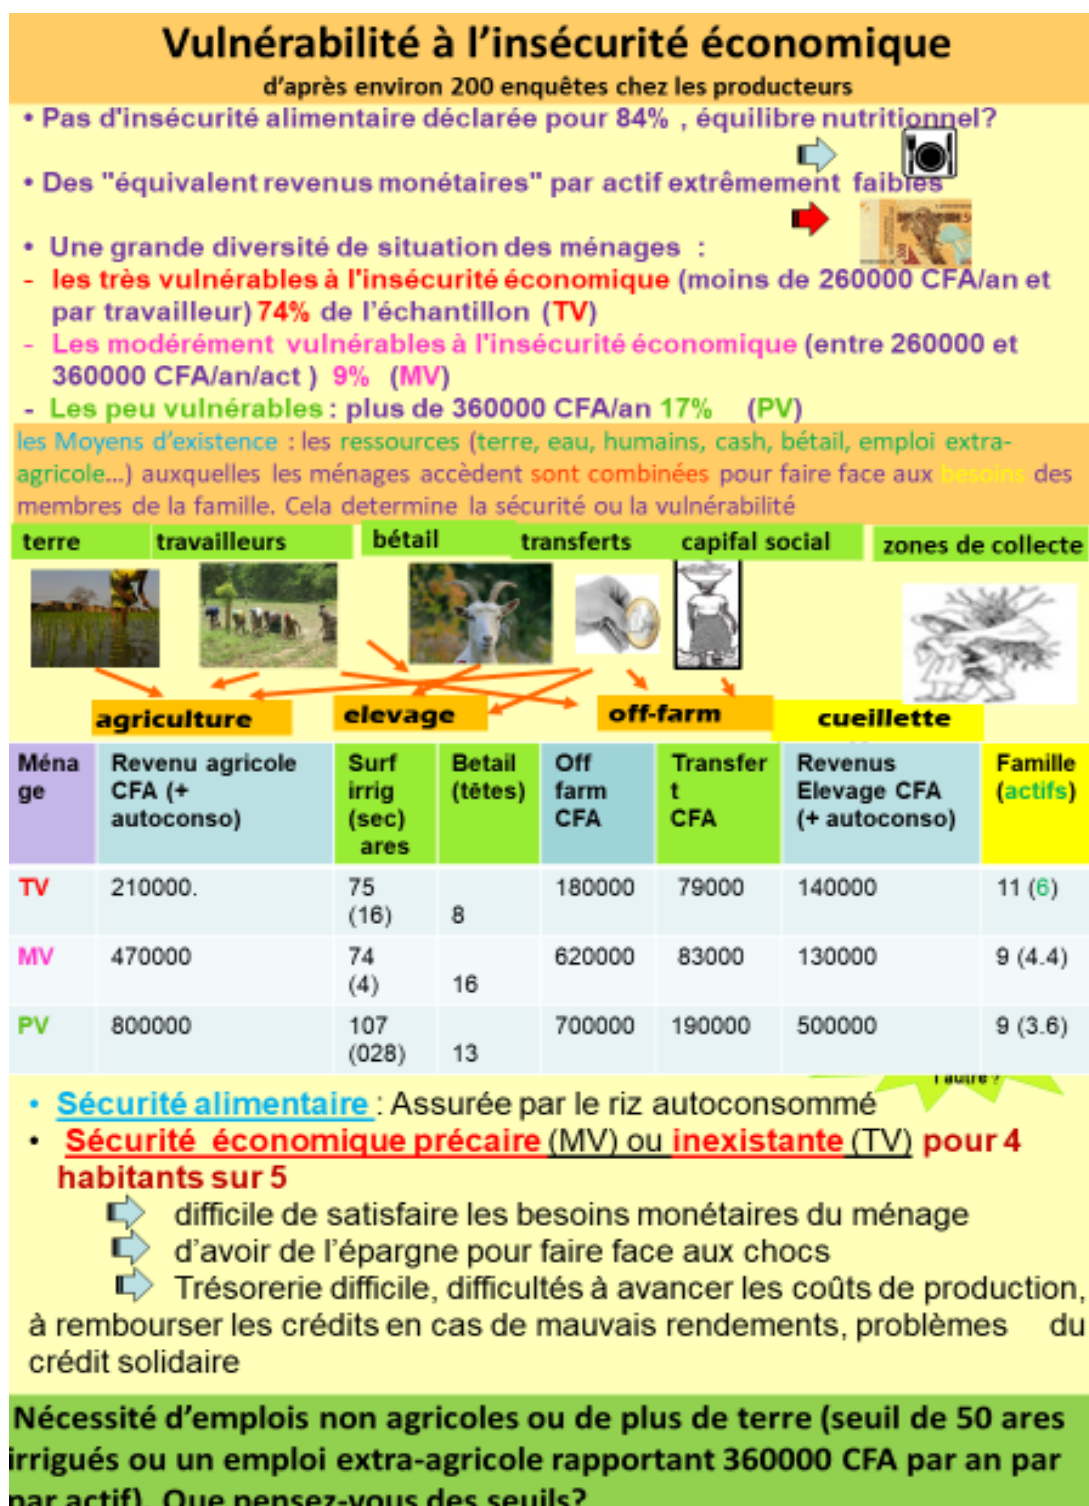 Vulnérabilité à l'insécurité économique
d'après environ 200 enquêtes chez les producteurs
• Pas d'insécurité alimentaire déclarée pour 84% , équilibre nutritionnel?
• Des "équivalent revenus monétaires" par actif extrêmement faibles
• Une grande diversité de situation des ménages :
- les très vulnérables à l'insécurité économique (moins de 260000 CFA/an et
par travailleur) 74% de l'échantillon (TV)
- Les modérément vulnérables à l'insécurité économique (entre 260000 et
360000 CFA/an/act ) 9% (MV)
- Les peu vulnérables : plus de 360000 CFA/an 17% (PV)
les Moyens d'existence : les ressources (terre, eau, humains, cash, bétail, emploi extra-
agricole...) auxquelles les ménages accèdent sont combinées pour faire face aux besoins des
membres de la famille. Cela determine la sécurité ou la vulnérabilité
terre travailleurs bétail transferts capifal social zones de collecte
agriculture elevage off-farm cueillette
Ména Revenu agricole Surf Betail Off Transfer Revenus Famille
ge CFA (+ irrig (têtes) farm t Elevage CFA (actifs)
autoconso) (sec) CFA CFA (+ autoconso)
ares
TV 210000. 75 180000 79000 140000 11 (6)
(16) 8
MV 470000 74 620000 83000 130000 9 (4.4)
(4) 16
PV 800000 107 700000 190000 500000 9 (3.6)
(028) 13
l'autre ?
• Sécurité alimentaire : Assurée par le riz autoconsommé
• Sécurité économique précaire (MV) ou inexistante (TV) pour 4
habitants sur 5
difficile de satisfaire les besoins monétaires du ménage
d'avoir de l'épargne pour faire face aux chocs
Trésorerie difficile, difficultés à avancer les coûts de production,
à rembourser les crédits en cas de mauvais rendements, problèmes du
crédit solidaire
Nécessité d'emplois non agricoles ou de plus de terre (seuil de 50 ares
irrigués ou un emploi extra-agricole rapportant 360000 CFA par an par
par actif). Que pensez-vous des seuils?